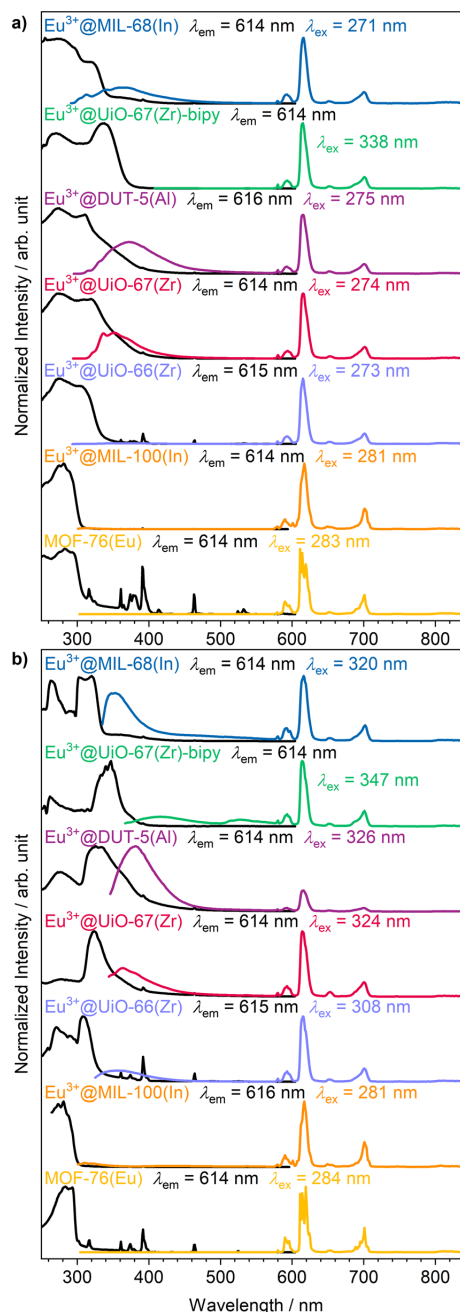 a)
Eu³⁺@MIL-68(In) λem = 614 nm λex = 271 nm
Eu³⁺@UiO-67(Zr)-bipy λem = 614 nm
λex = 338 nm
Eu³⁺@DUT-5(Al) λem = 616 nm λex = 275 nm
Eu³⁺@UiO-67(Zr) λem = 614 nm λex = 274 nm
Eu³⁺@UiO-66(Zr) λem = 615 nm λex = 273 nm
Eu³⁺@MIL-100(In) λem = 614 nm λex = 281 nm
MOF-76(Eu) λem = 614 nm λex = 283 nm
Normalized Intensity / arb. unit
300 400 500 600 700 800
b)
Eu³⁺@MIL-68(In) λem = 614 nm λex = 320 nm
Eu³⁺@UiO-67(Zr)-bipy λem = 614 nm
λex = 347 nm
Eu³⁺@DUT-5(Al) λem = 614 nm λex = 326 nm
Eu³⁺@UiO-67(Zr) λem = 614 nm λex = 324 nm
Eu³⁺@UiO-66(Zr) λem = 615 nm λex = 308 nm
Eu³⁺@MIL-100(In) λem = 616 nm λex = 281 nm
MOF-76(Eu) λem = 614 nm λex = 284 nm
Normalized Intensity / arb. unit
300 400 500 600 700 800
Wavelength / nm